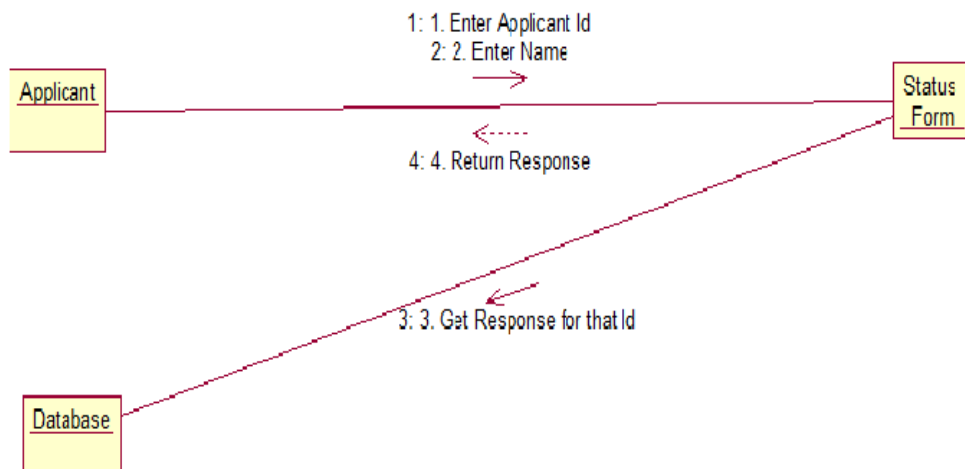 1: 1. Enter Applicant Id
2: 2. Enter Name
Applicant
Status
Form
4: 4. Return Response
3: 3. Get Response for that Id
Database